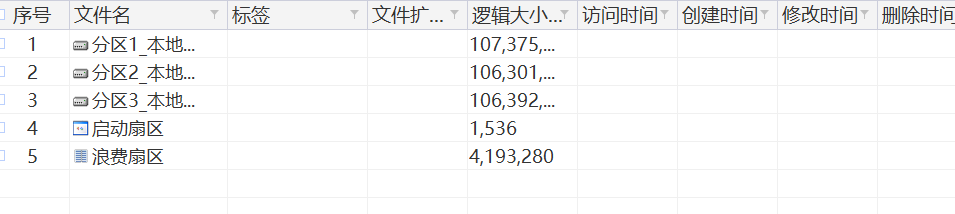 序号 文件名 标签 文件扩... 逻辑大小... 访问时间 创建时间 修改时间 删除时间
1 分区1_本地... 107,375,...
2 分区2_本地... 106,301,...
3 分区3_本地... 106,392,...
4 启动扇区 1,536
5 浪费扇区 4,193,280